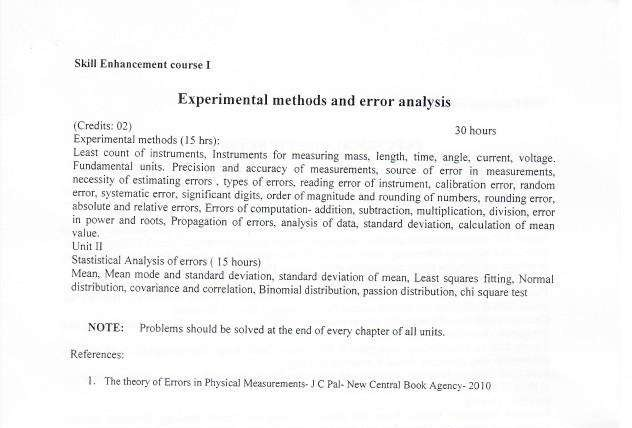 Skill Enhancement course I
Experimental methods and error analysis
(Credits: 02) 30 hours
Experimental methods (15 hrs):
Least count of instruments, Instruments for measuring mass, length, time, angle, current, voltage.
Fundamental units. Precision and accuracy of measurements, source of error in measurements,
necessity of estimating errors , types of errors, reading error of instrument, calibration error, random
error, systematic error, significant digits, order of magnitude and rounding of numbers, rounding error,
absolute and relative errors, Errors of computation- addition, subtraction, multiplication, division, error
in power and roots, Propagation of errors, analysis of data, standard deviation, calculation of mean
value.
Unit II
Stastistical Analysis of errors ( 15 hours)
Mean, Mean mode and standard deviation, standard deviation of mean, Least squares fitting, Normal
distribution, covariance and correlation, Binomial distribution, passion distribution, chi square test
NOTE: Problems should be solved at the end of every chapter of all units.
References:
1. The theory of Errors in Physical Measurements- J C Pal- New Central Book Agency- 2010